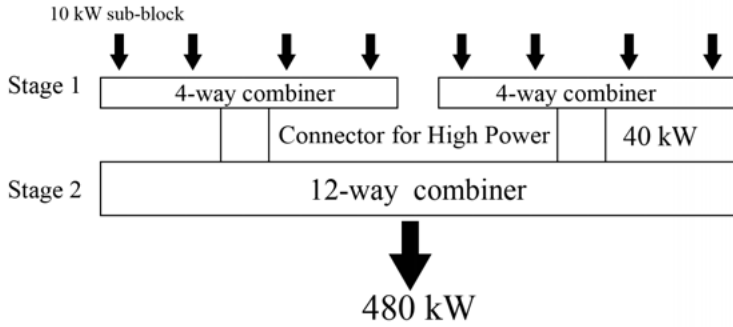 10 kW sub-block
Stage 1
4-way combiner
4-way combiner
Connector for High Power
40 kW
Stage 2
12-way combiner
480 kW